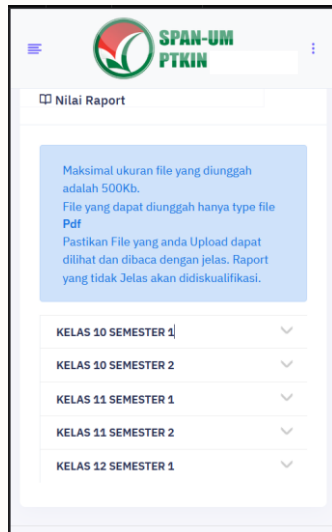 SPAN-UM
PTKIN
Nilai Raport
Maksimal ukuran file yang diunggah
adalah 500Kb.
File yang dapat diunggah hanya type file
Pdf
Pastikan File yang anda Upload dapat
dilihat dan dibaca dengan jelas. Raport
yang tidak Jelas akan didiskualifikasi.
KELAS 10 SEMESTER 1
KELAS 10 SEMESTER 2
KELAS 11 SEMESTER 1
KELAS 11 SEMESTER 2
KELAS 12 SEMESTER 1